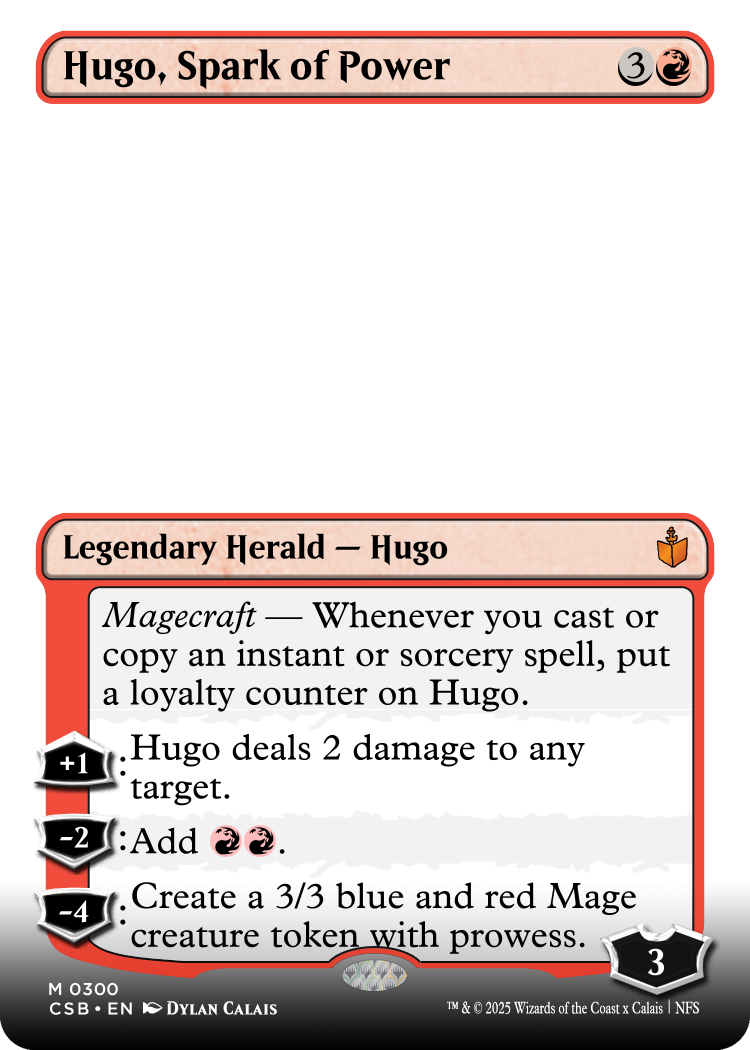 Hugo, Spark of Power 3
Legendary Herald — Hugo
Magecraft — Whenever you cast or
copy an instant or sorcery spell, put
a loyalty counter on Hugo.
+1: Hugo deals 2 damage to any
target.
−2: Add .
−4: Create a 3/3 blue and red Mage
creature token with prowess.
3
M 0300
CSB • EN DYLAN CALAIS
™ & © 2025 Wizards of the Coast x Calais | NFS